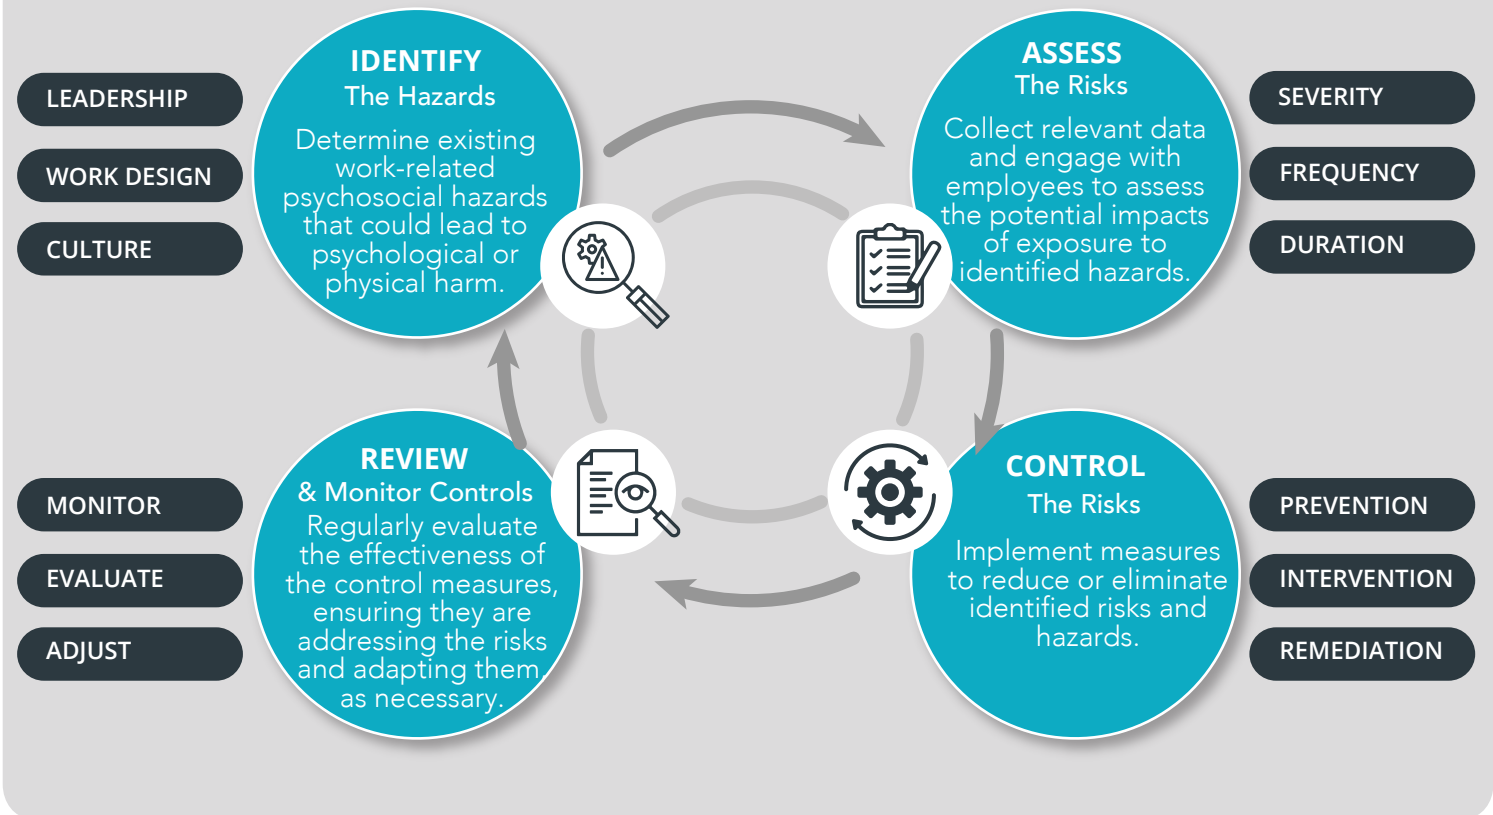 LEADERSHIP
WORK DESIGN
CULTURE
IDENTIFY
The Hazards
Determine existing
work-related
psychosocial hazards
that could lead to
psychological or
physical harm.
ASSESS
The Risks
Collect relevant data
and engage with
employees to assess
the potential impacts
of exposure to
identified hazards.
SEVERITY
FREQUENCY
DURATION
MONITOR
EVALUATE
ADJUST
REVIEW
& Monitor Controls
Regularly evaluate
the effectiveness of
the control measures,
ensuring they are
addressing the risks
and adapting them,
as necessary.
CONTROL
The Risks
Implement measures
to reduce or eliminate
identified risks and
hazards.
PREVENTION
INTERVENTION
REMEDIATION